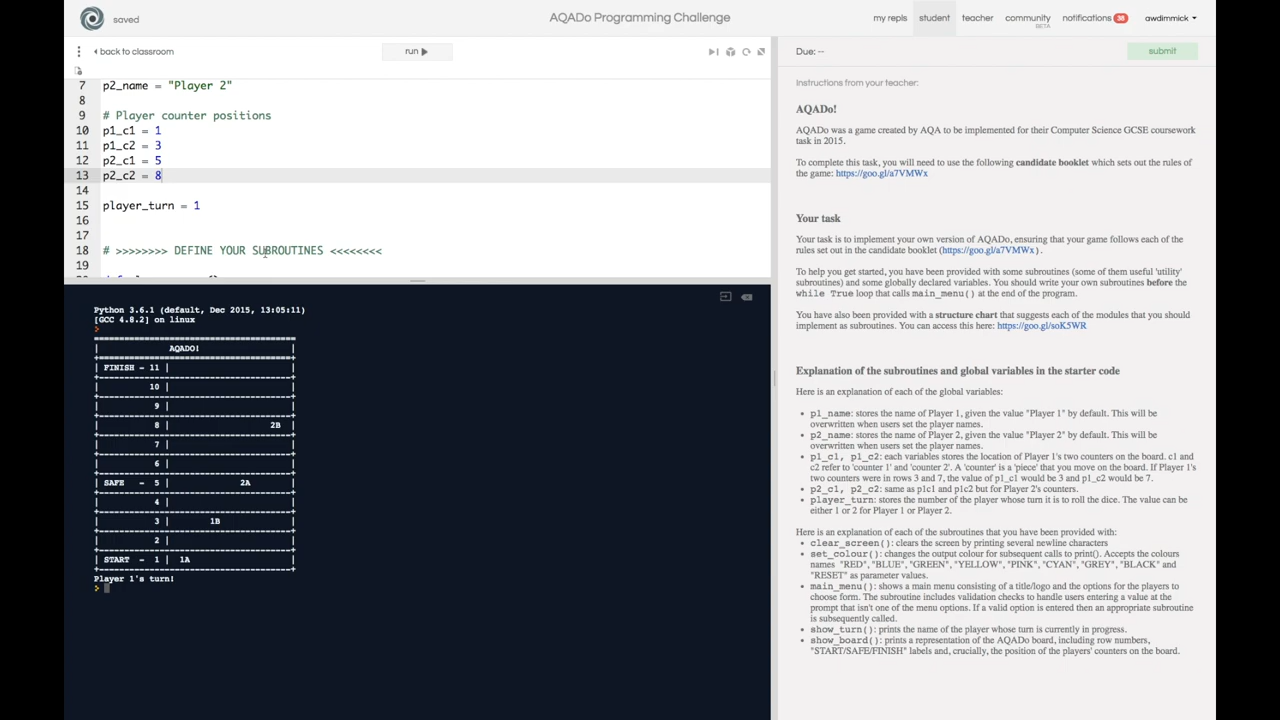 saved
AQADo Programming Challenge
my repls
student
teacher
community
BETA
notifications 36
awdimmick
back to classroom
run
7 p2_name = "Player 2"
8
9 # Player counter positions
10 p1_c1 = 1
11 p1_c2 = 3
12 p2_c1 = 5
13 p2_c2 = 8
14
15 player_turn = 1
16
17
18 # >>>>>>>> DEFINE YOUR SUBROUTINES <<<<<<<<
19
Python 3.6.1 (default, Dec 2015, 13:05:11)
[GCC 4.8.2] on linux
AQADO!
FINISH - 11 |
10 |
9 |
8 | 2B
7 |
6 |
SAFE - 5 | 2A
4 |
3 | 1B
2 |
START - 1 | 1A
Player 1's turn!
Due: --
submit
Instructions from your teacher:
AQADo!
AQADo was a game created by AQA to be implemented for their Computer Science GCSE coursework
task in 2015.
To complete this task, you will need to use the following candidate booklet which sets out the rules of
the game: https://goo.gl/a7VMWx
Your task
Your task is to implement your own version of AQADo, ensuring that your game follows each of the
rules set out in the candidate booklet (https://goo.gl/a7VMWx).
To help you get started, you have been provided with some subroutines (some of them useful 'utility'
subroutines) and some globally declared variables. You should write your own subroutines before the
while True loop that calls main_menu() at the end of the program.
You have also been provided with a structure chart that suggests each of the modules that you should
implement as subroutines. You can access this here: https://goo.gl/soK5WR
Explanation of the subroutines and global variables in the starter code
Here is an explanation of each of the global variables:
• p1_name: stores the name of Player 1, given the value "Player 1" by default. This will be
overwritten when users set the player names.
• p2_name: stores the name of Player 2, given the value "Player 2" by default. This will be
overwritten when users set the player names.
• p1_c1, p1_c2: each variables stores the location of Player 1's two counters on the board. c1 and
c2 refer to 'counter 1' and 'counter 2'. A 'counter' is a 'piece' that you move on the board. If Player 1's
two counters were in rows 3 and 7, the value of p1_c1 would be 3 and p1_c2 would be 7.
• p2_c1, p2_c2: same as p1c1 and p1c2 but for Player 2's counters.
• player_turn: stores the number of the player whose turn it is to roll the dice. The value can be
either 1 or 2 for Player 1 or Player 2.
Here is an explanation of each of the subroutines that you have been provided with:
• clear_screen(): clears the screen by printing several newline characters
• set_colour(): changes the output colour for subsequent calls to print(). Accepts the colours
names "RED", "BLUE", "GREEN", "YELLOW", "PINK", "CYAN", "GREY", "BLACK" and
"RESET" as parameter values.
• main_menu(): shows a main menu consisting of a title/logo and the options for the players to
choose form. The subroutine includes validation checks to handle users entering a value at the
prompt that isn't one of the menu options. If a valid option is entered then an appropriate subroutine
is subsequently called.
• show_turn(): prints the name of the player whose turn is currently in progress.
• show_board(): prints a representation of the AQADo board, including row numbers,
"START/SAFE/FINISH" labels and, crucially, the position of the players' counters on the board.